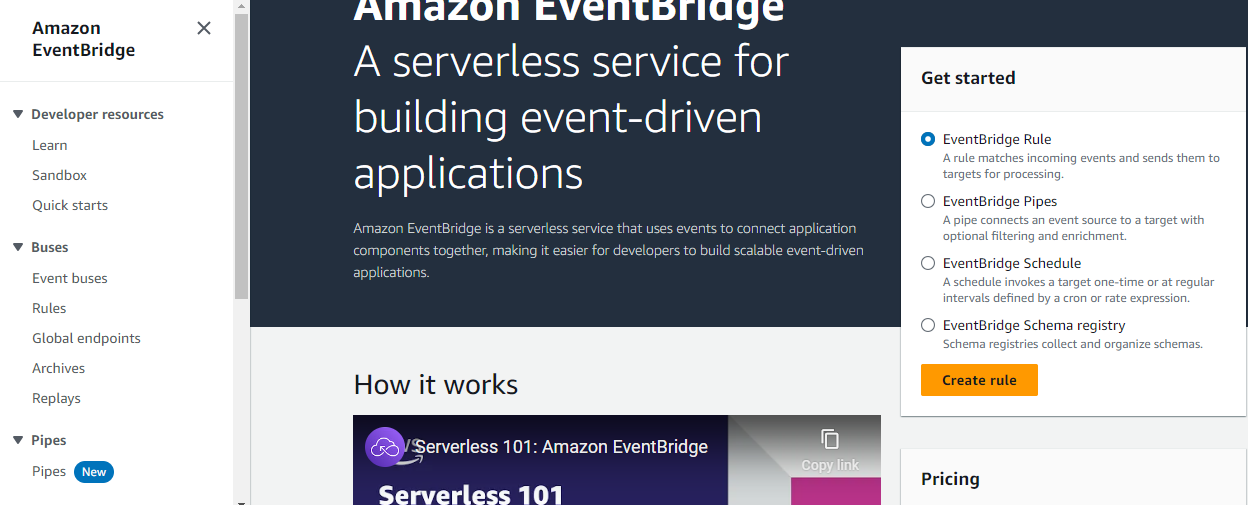 Amazon
EventBridge
Developer resources
Learn
Sandbox
Quick starts
Buses
Event buses
Rules
Global endpoints
Archives
Replays
Pipes
Pipes New
Amazon EventBridge
A serverless service for
building event-driven
applications
Amazon EventBridge is a serverless service that uses events to connect application
components together, making it easier for developers to build scalable event-driven
applications.
How it works
Serverless 101: Amazon EventBridge
Copy link
Serverless 101
Get started
EventBridge Rule
A rule matches incoming events and sends them to
targets for processing.
EventBridge Pipes
A pipe connects an event source to a target with
optional filtering and enrichment.
EventBridge Schedule
A schedule invokes a target one-time or at regular
intervals defined by a cron or rate expression.
EventBridge Schema registry
Schema registries collect and organize schemas.
Create rule
Pricing